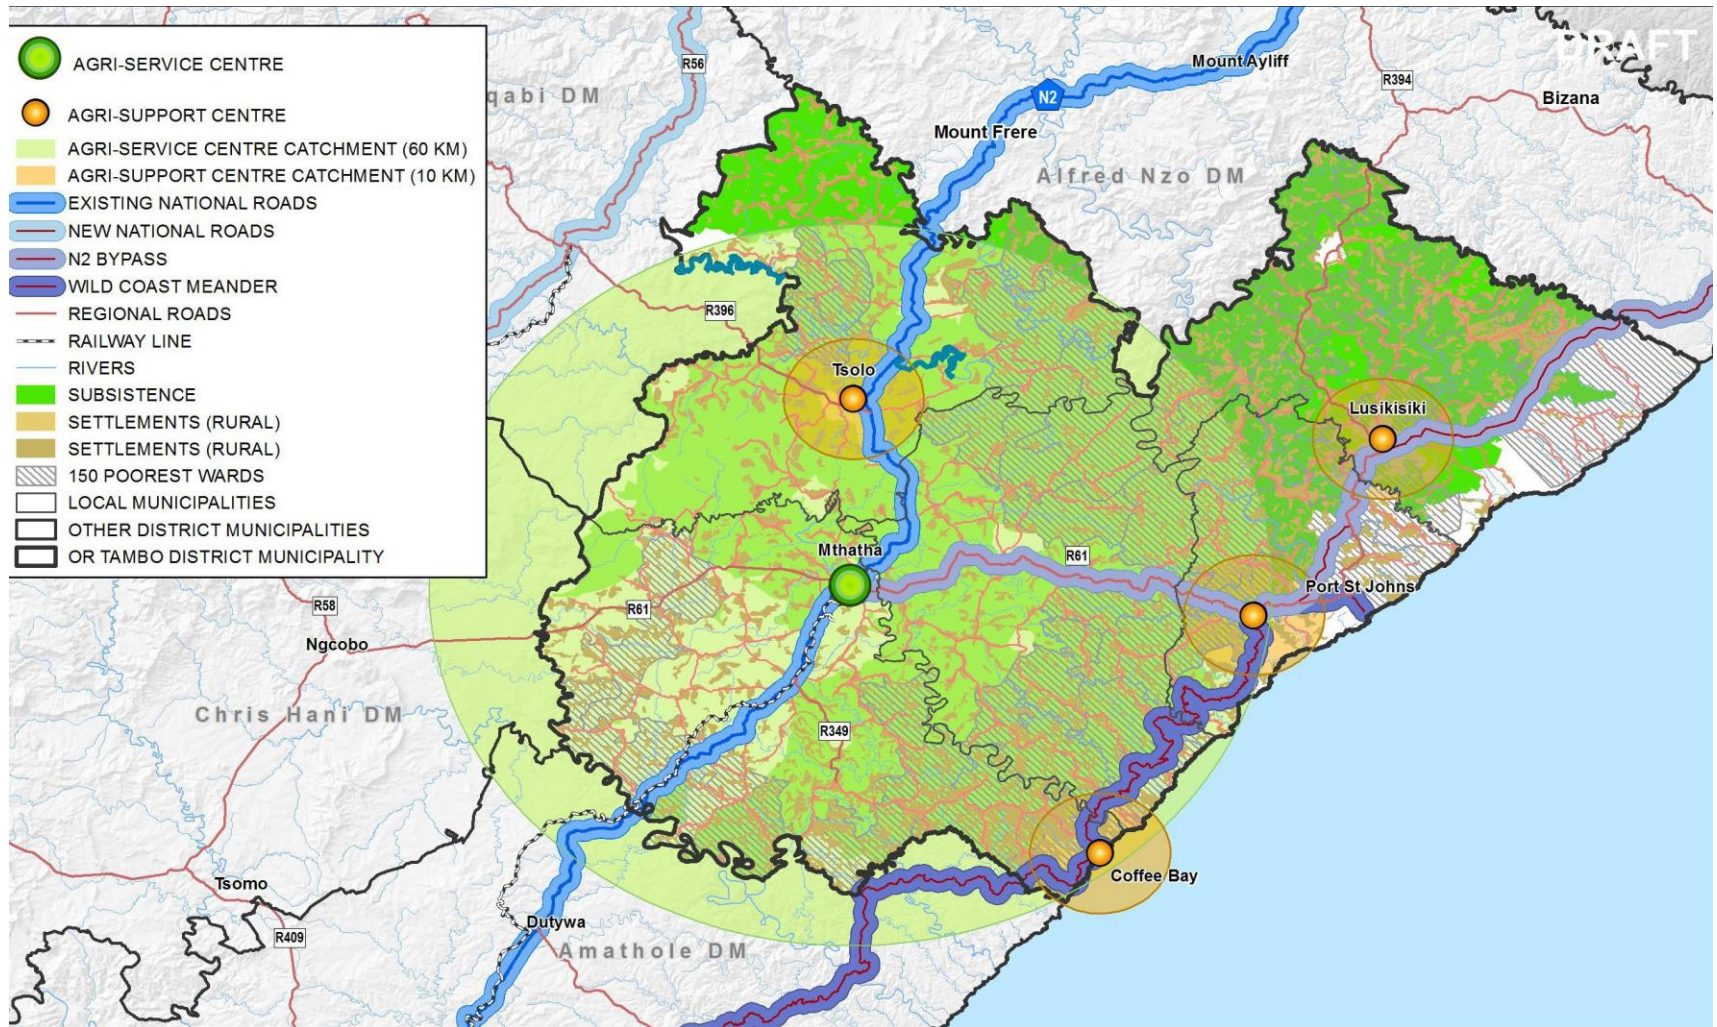 DRAFT
AGRI-SERVICE CENTRE
AGRI-SUPPORT CENTRE
AGRI-SERVICE CENTRE CATCHMENT (60 KM)
AGRI-SUPPORT CENTRE CATCHMENT (10 KM)
EXISTING NATIONAL ROADS
NEW NATIONAL ROADS
N2 BYPASS
WILD COAST MEANDER
REGIONAL ROADS
RAILWAY LINE
RIVERS
SUBSISTENCE
SETTLEMENTS (RURAL)
SETTLEMENTS (RURAL)
150 POOREST WARDS
LOCAL MUNICIPALITIES
OTHER DISTRICT MUNICIPALITIES
OR TAMBO DISTRICT MUNICIPALITY
R56
qabi DM
Mount Ayliff
N2
R394
Bizana
Mount Frere
Alfred Nzo DM
R396
Tsolo
Lusikisiki
Mthatha
R61
Port St Johns
R58
R61
Ngcobo
Chris Hani DM
R349
Coffee Bay
Tsomo
R409
Dutywa
Amathole DM